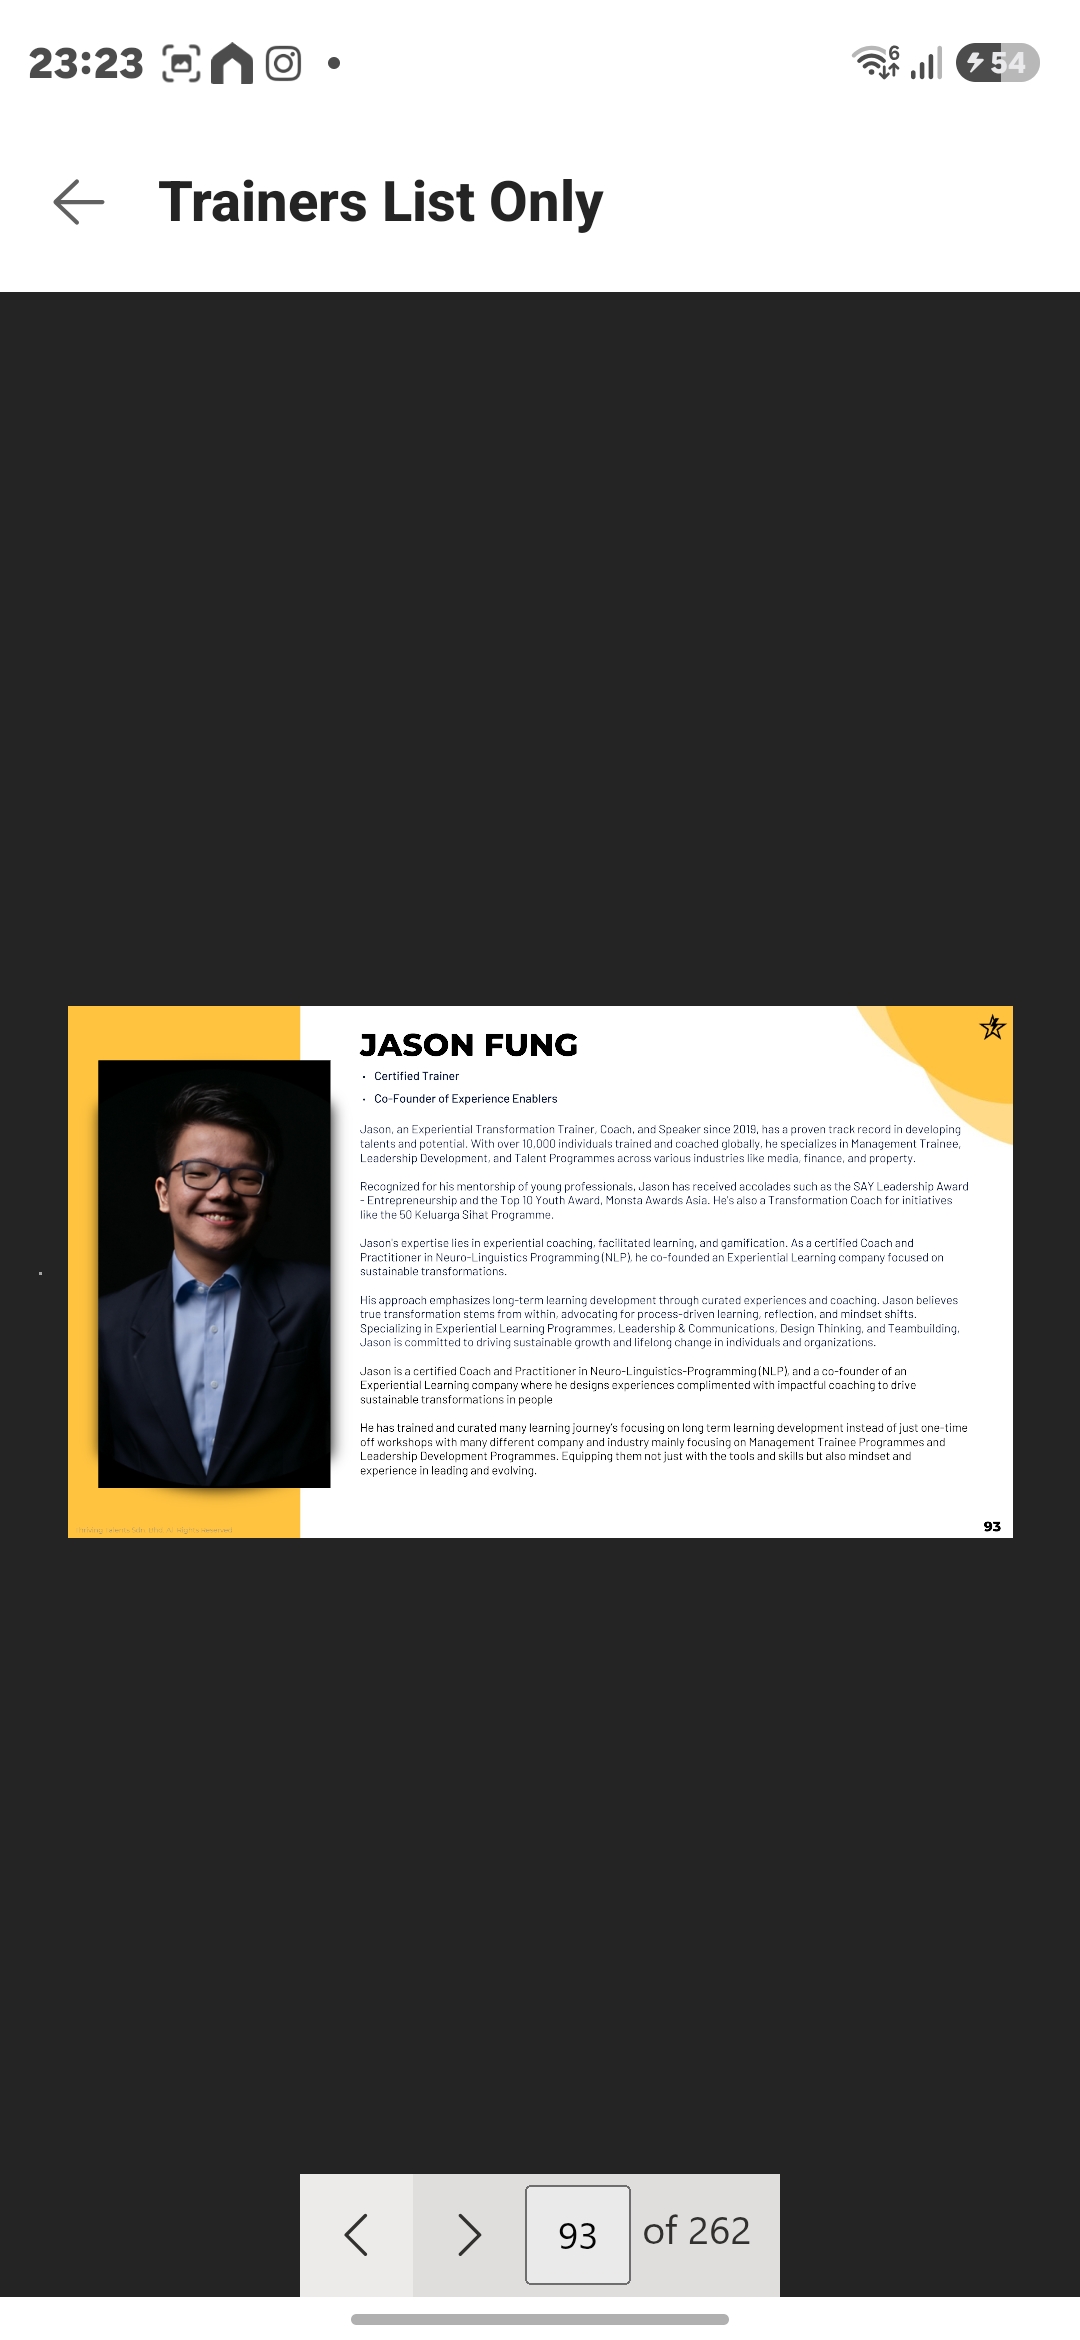 23:23
6
54
Trainers List Only
JASON FUNG
• Certified Trainer
• Co-Founder of Experience Enablers
Jason, an Experiential Transformation Trainer, Coach, and Speaker since 2019, has a proven track record in developing
talents and potential. With over 10,000 individuals trained and coached globally, he specializes in Management Trainee,
Leadership Development, and Talent Programmes across various industries like media, finance, and property.
Recognized for his mentorship of young professionals, Jason has received accolades such as the SAY Leadership Award
- Entrepreneurship and the Top 10 Youth Award, Monsta Awards Asia. He's also a Transformation Coach for initiatives
like the 50 Keluarga Sihat Programme.
Jason's expertise lies in experiential coaching, facilitated learning, and gamification. As a certified Coach and
Practitioner in Neuro-Linguistics Programming (NLP), he co-founded an Experiential Learning company focused on
sustainable transformations.
His approach emphasizes long-term learning development through curated experiences and coaching. Jason believes
true transformation stems from within, advocating for process-driven learning, reflection, and mindset shifts.
Specializing in Experiential Learning Programmes, Leadership & Communications, Design Thinking, and Teambuilding,
Jason is committed to driving sustainable growth and lifelong change in individuals and organizations.
Jason is a certified Coach and Practitioner in Neuro-Linguistics-Programming (NLP), and a co-founder of an
Experiential Learning company where he designs experiences complimented with impactful coaching to drive
sustainable transformations in people
He has trained and curated many learning journey's focusing on long term learning development instead of just one-time
off workshops with many different company and industry mainly focusing on Management Trainee Programmes and
Leadership Development Programmes. Equipping them not just with the tools and skills but also mindset and
experience in leading and evolving.
Thriving Talents Sdn. Bhd. All Rights Reserved
93
93 of 262